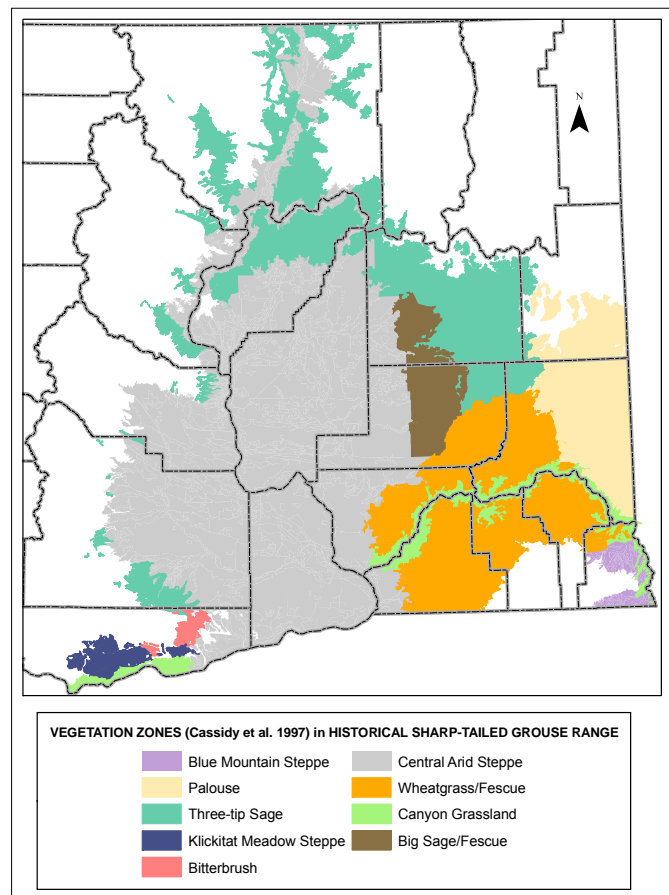 N
VEGETATION ZONES (Cassidy et al. 1997) in HISTORICAL SHARP-TAILED GROUSE RANGE
Blue Mountain Steppe
Palouse
Three-tip Sage
Klickitat Meadow Steppe
Bitterbrush
Central Arid Steppe
Wheatgrass/Fescue
Canyon Grassland
Big Sage/Fescue